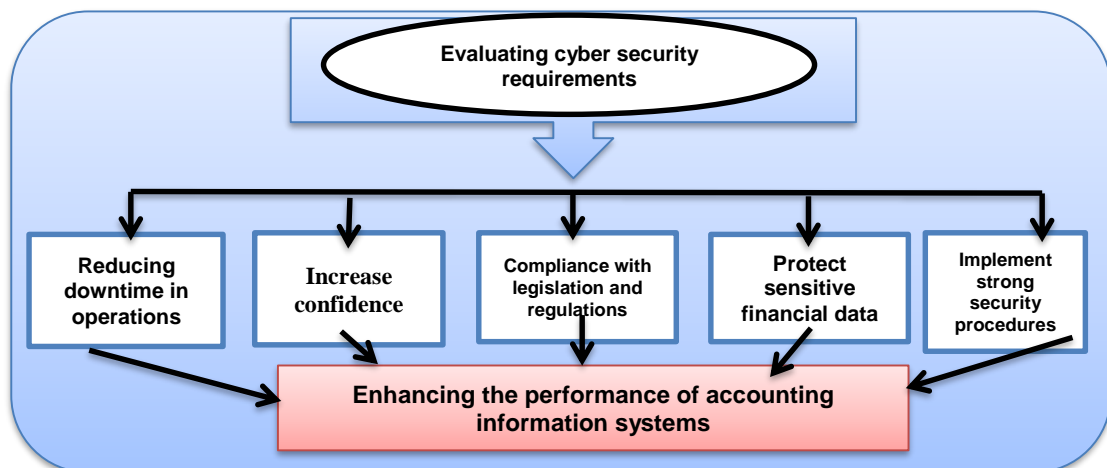 Evaluating cyber security
requirements
Reducing
downtime in
operations
Increase
confidence
Compliance with
legislation and
regulations
Protect
sensitive
financial data
Implement
strong
security
procedures
Enhancing the performance of accounting
information systems